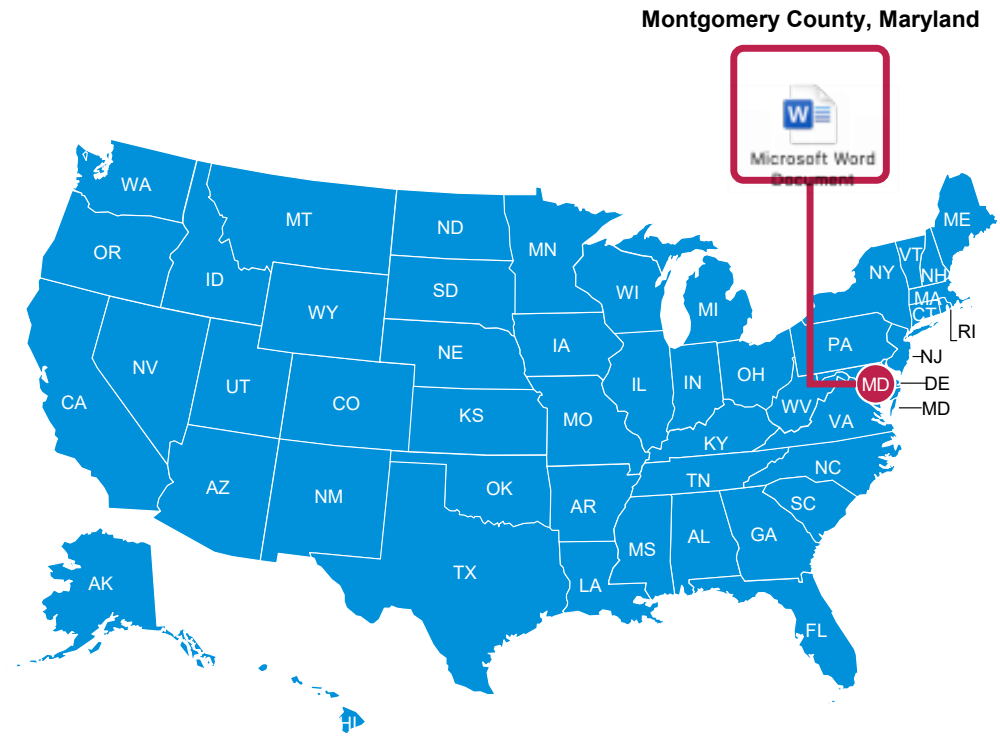 Montgomery County, Maryland
W
Microsoft Word
Document
WA
MT
ND
MN
ME
OR
ID
SD
WI
MI
NY
VT
NH
WY
MA
CT
RI
NV
UT
NE
IA
PA
NJ
CA
CO
KS
MO
IL
IN
OH
WV
MD
DE
MD
VA
KY
AZ
NM
OK
AR
TN
NC
SC
TX
LA
MS
AL
GA
AK
FL
HI